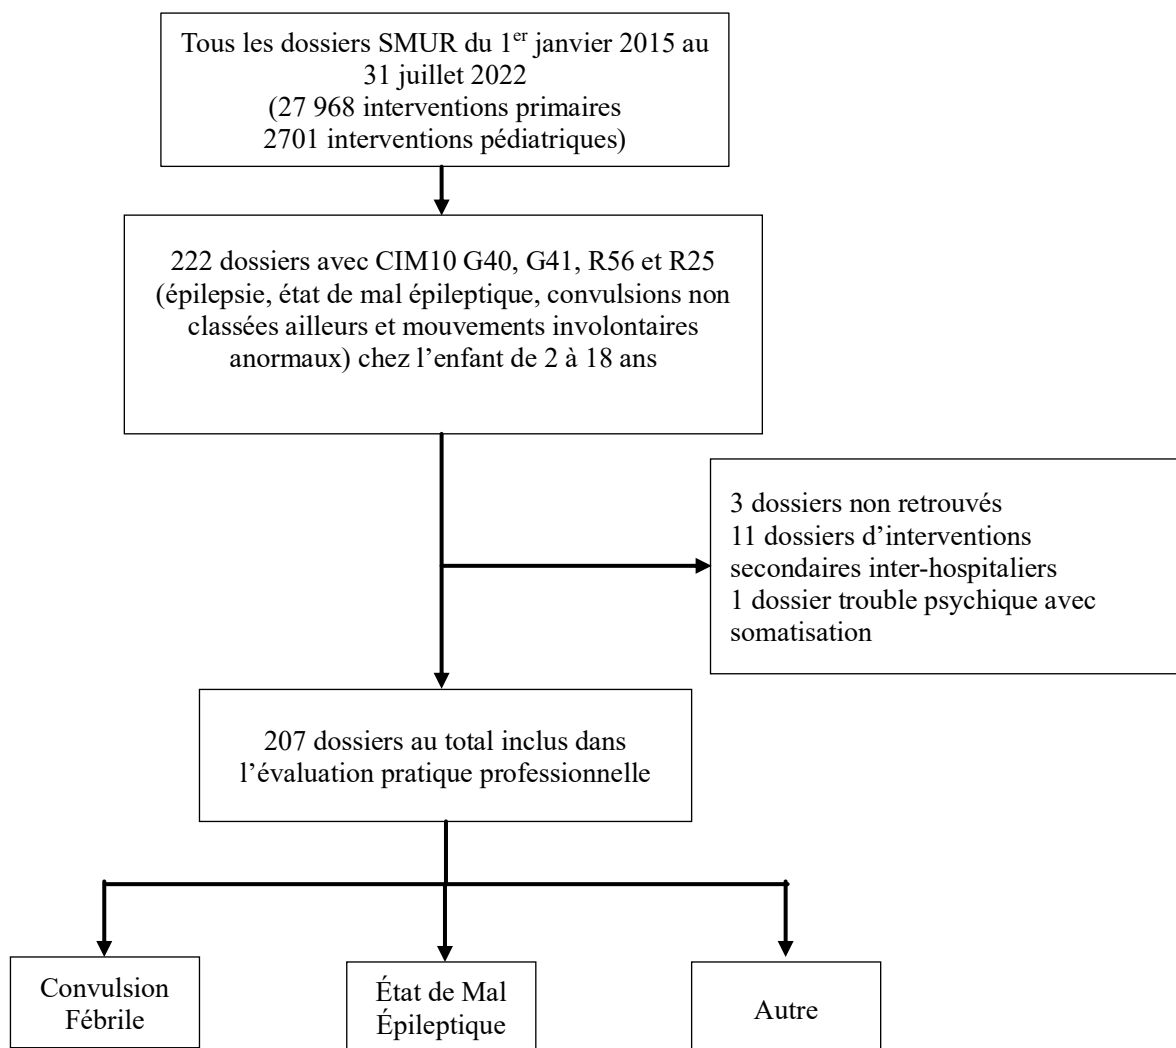 Tous les dossiers SMUR du 1er janvier 2015 au
31 juillet 2022
(27 968 interventions primaires
2701 interventions pédiatriques)
222 dossiers avec CIM10 G40, G41, R56 et R25
(épilepsie, état de mal épileptique, convulsions non
classées ailleurs et mouvements involontaires
anormaux) chez l’enfant de 2 à 18 ans
3 dossiers non retrouvés
11 dossiers d’interventions
secondaires inter-hospitaliers
1 dossier trouble psychique avec
somatisation
207 dossiers au total inclus dans
l’évaluation pratique professionnelle
Convulsion
Fébrile
État de Mal
Épileptique
Autre